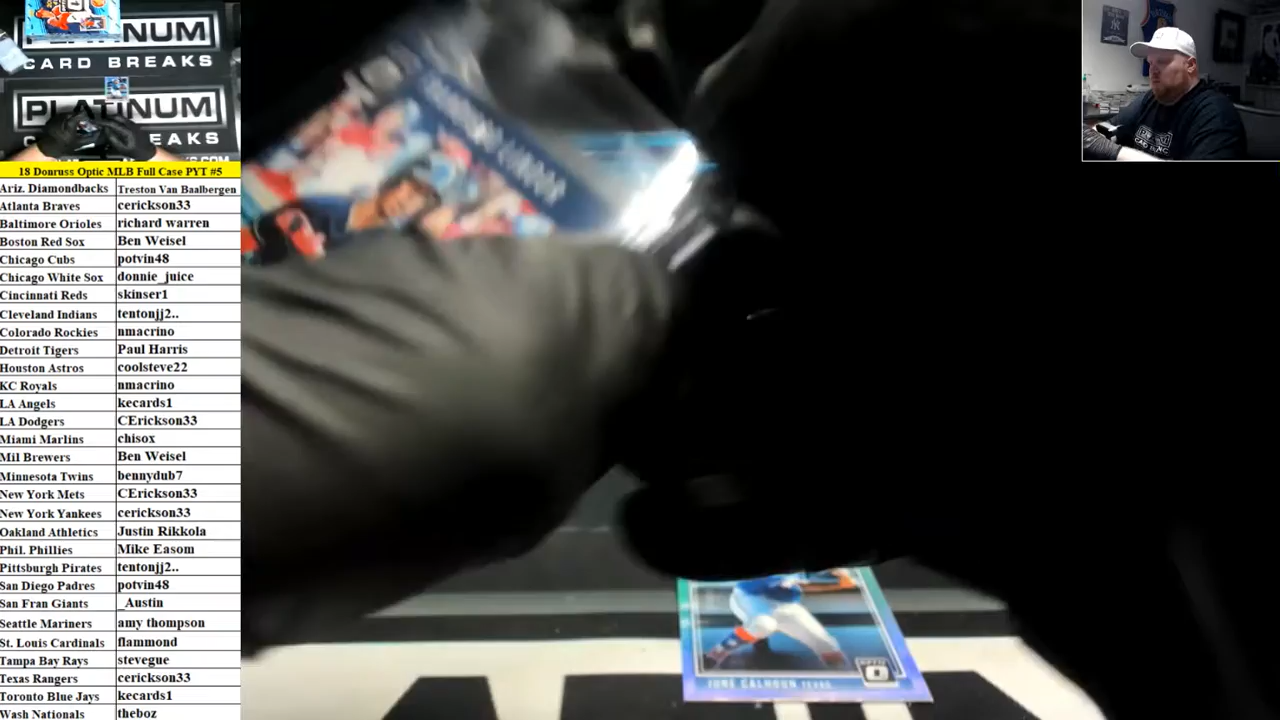 PLATINUM
CARD BREAKS
PLATINUM
EAKS
18 Donruss Optic MLB Full Case PYT #5
Ariz. Diamondbacks Treston Van Baalbergen
Atlanta Braves cerickson33
Baltimore Orioles richard warren
Boston Red Sox Ben Weisel
Chicago Cubs potvin48
Chicago White Sox donnie_juice
Cincinnati Reds skinser1
Cleveland Indians tentonjj2..
Colorado Rockies nmacrino
Detroit Tigers Paul Harris
Houston Astros coolsteve22
KC Royals nmacrino
LA Angels kecards1
LA Dodgers CErickson33
Miami Marlins chisox
Mil Brewers Ben Weisel
Minnesota Twins bennydub7
New York Mets CErickson33
New York Yankees cerickson33
Oakland Athletics Justin Rikkola
Phil. Phillies Mike Easom
Pittsburgh Pirates tentonjj2..
San Diego Padres potvin48
San Fran Giants _Austin
Seattle Mariners amy thompson
St. Louis Cardinals flammond
Tampa Bay Rays stevegue
Texas Rangers cerickson33
Toronto Blue Jays kecards1
Wash Nationals theboz
OPTIC
CALHOUN TEXAS